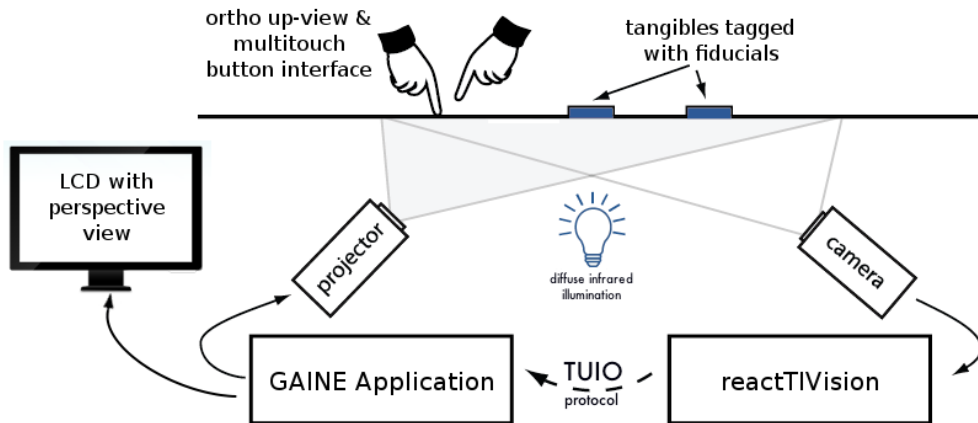 ortho up-view &
multitouch
button interface
tangibles tagged
with fiducials
LCD with
perspective
view
projector
diffuse infrared
illumination
camera
GAINE Application
TUIO
protocol
reactTIVision